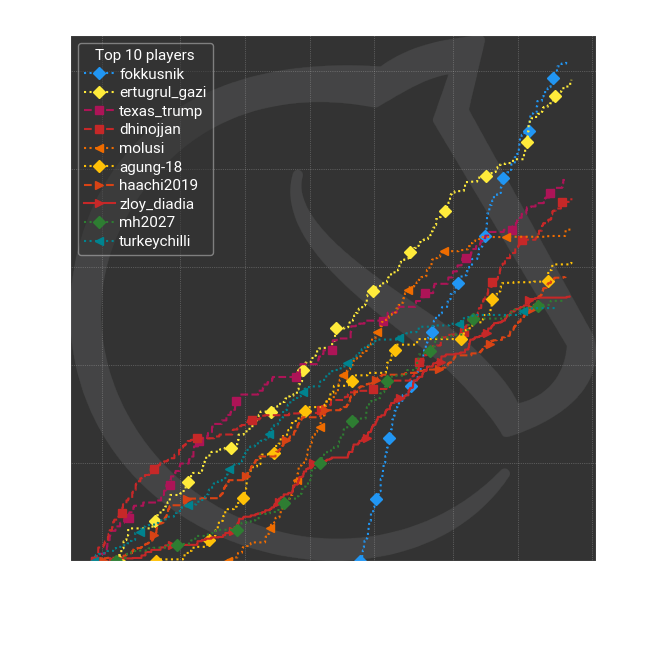 Top 10 players
fokkusnik
ertugrul_gazi
texas_trump
dhinojjan
molusi
agung-18
haachi2019
zloy_diadia
mh2027
turkeychilli